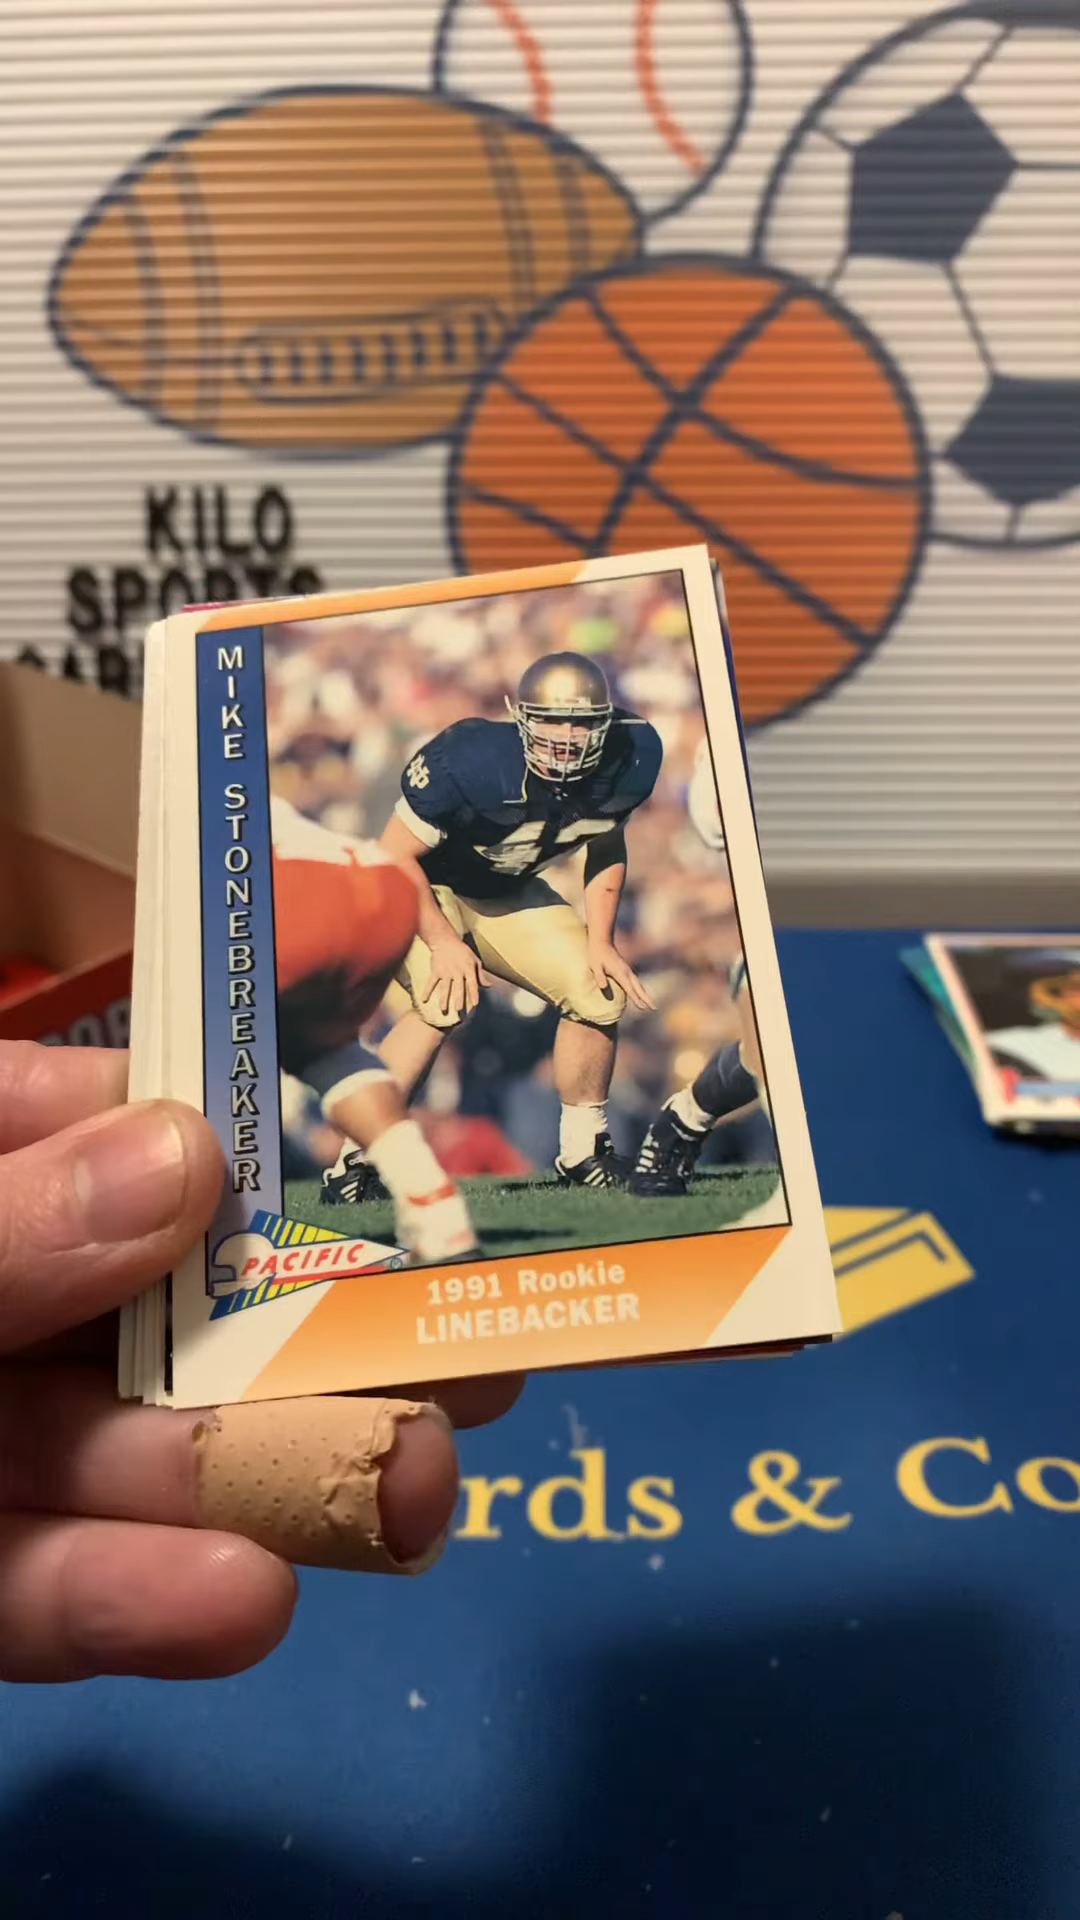 KILO
SPORTS
MIKE STONEBREAKER
PACIFIC
1991 Rookie
LINEBACKER
rds & Co